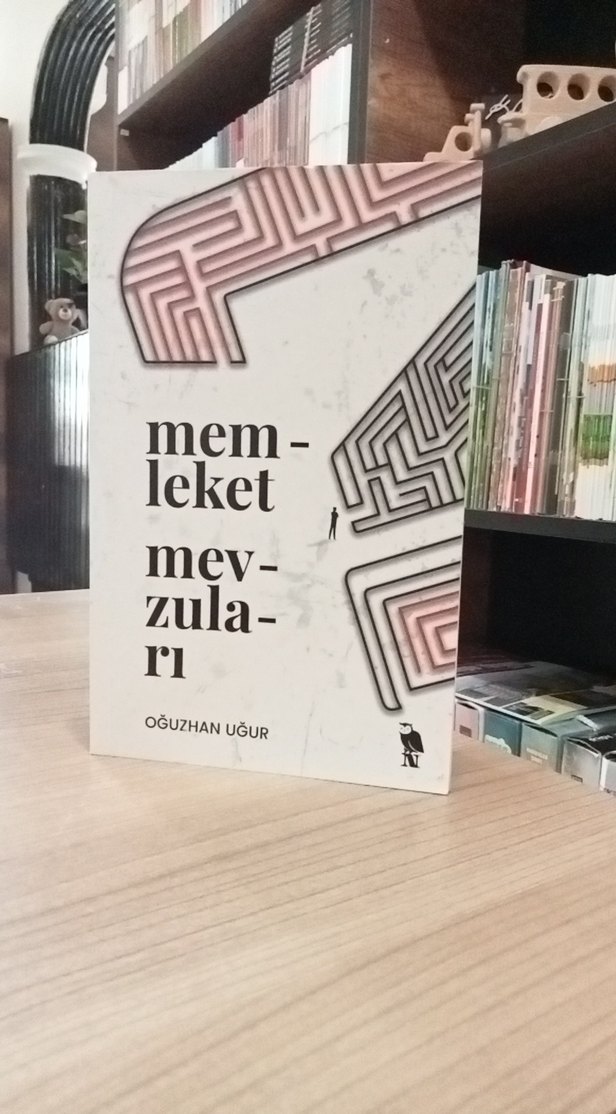 mem-
leket
mev-
zula-
rı
OĞUZHAN UĞUR
N